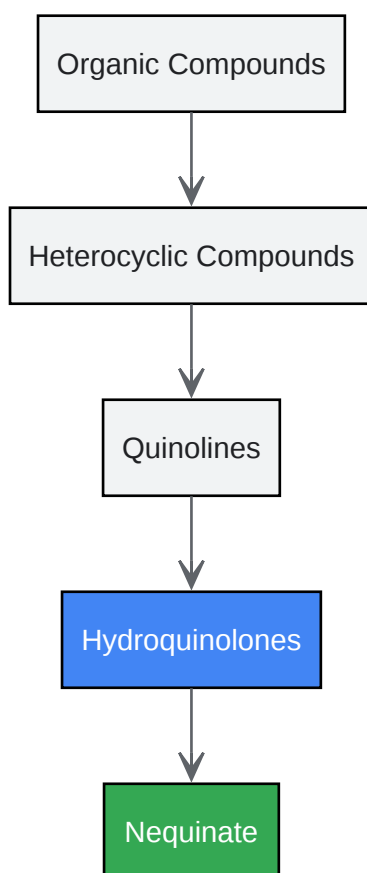 Organic Compounds
Heterocyclic Compounds
Quinolines
Hydroquinolones
Nequinate